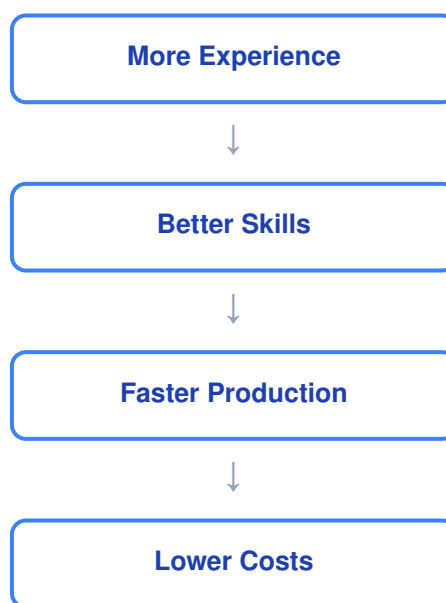 More Experience
↓
Better Skills
↓
Faster Production
↓
Lower Costs